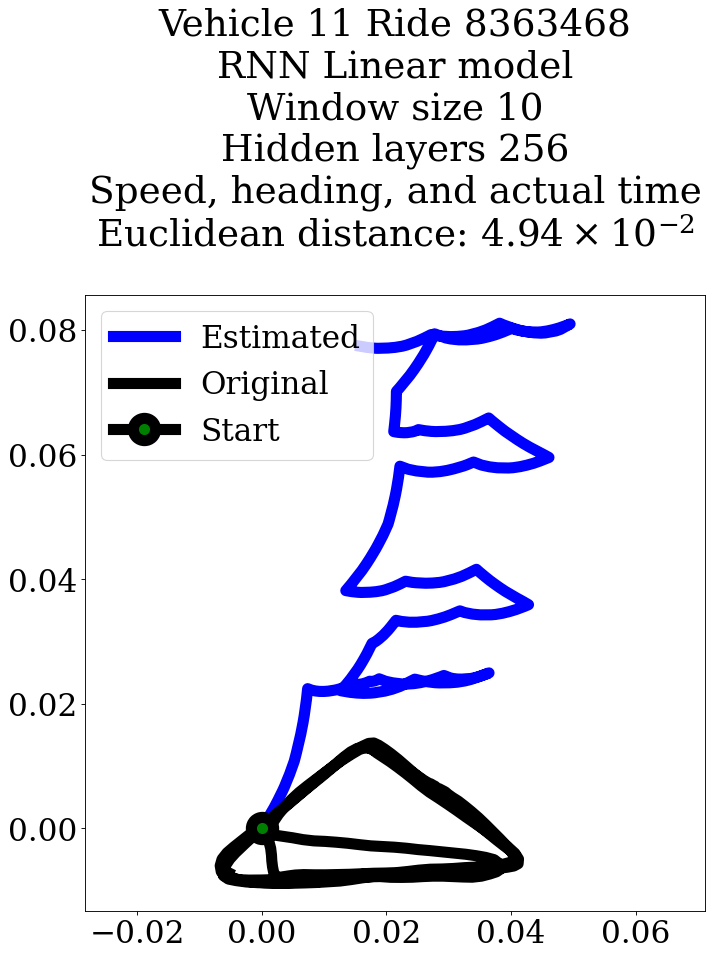 Vehicle 11 Ride 8363468
RNN Linear model
Window size 10
Hidden layers 256
Speed, heading, and actual time
Euclidean distance: 4.94 × 10⁻²
Estimated
Original
Start
0.08
0.06
0.04
0.02
0.00
−0.02 0.00 0.02 0.04 0.06